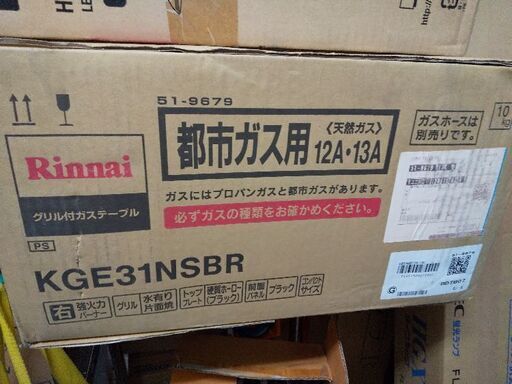 http
51-9679
都市ガス用
〈天然ガス〉
12A・13A
ガスホースは
別売りです。
10
kg
Rinnai
グリル付ガステーブル
ガスにはプロパンガスと都市ガスがあります。
必ずガスの種類をお確かめください。
PS
KGE31NSBR
右
強火力
バーナー
グリル
水有り
片面焼
トップ
プレート
硬質ホーロー
(ブラック)
前面
パネル
ブラック
コンパクト
サイズ